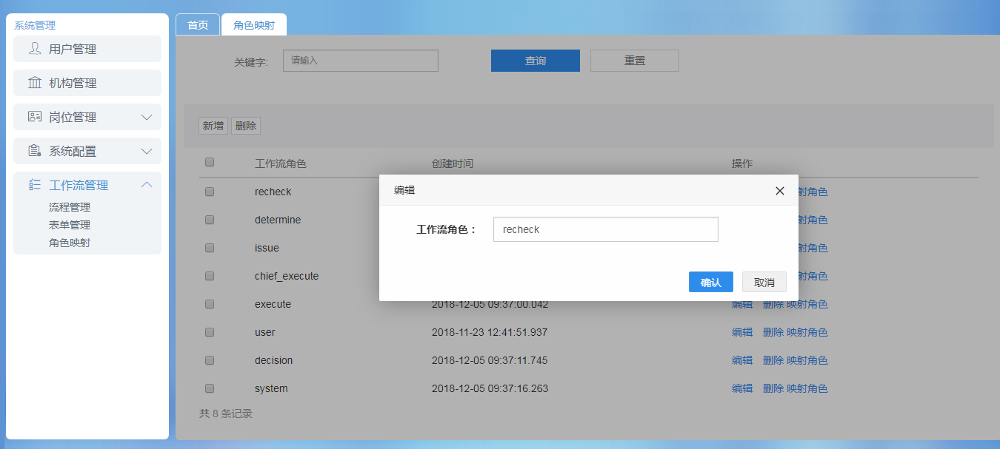 系统管理
用户管理
机构管理
岗位管理
系统配置
工作流管理
流程管理
表单管理
角色映射
首页 角色映射
关键字: 请输入 查询 重置
新增 删除
工作流角色 创建时间 操作
recheck 射角色
determine 射角色
issue 射角色
chief_execute 射角色
execute 2018-12-05 09:37:00.042 编辑 删除 映射角色
user 2018-11-23 12:41:51.937 编辑 删除 映射角色
decision 2018-12-05 09:37:11.745 编辑 删除 映射角色
system 2018-12-05 09:37:16.263 编辑 删除 映射角色
共 8 条记录
编辑
工作流角色： recheck
确认 取消